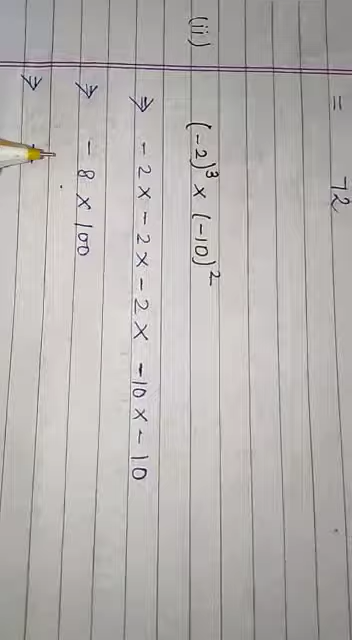 = 72
(ii) (-2)³ × (-10)²
→ -2×-2×-2×-10×-10
→ -8×100
→